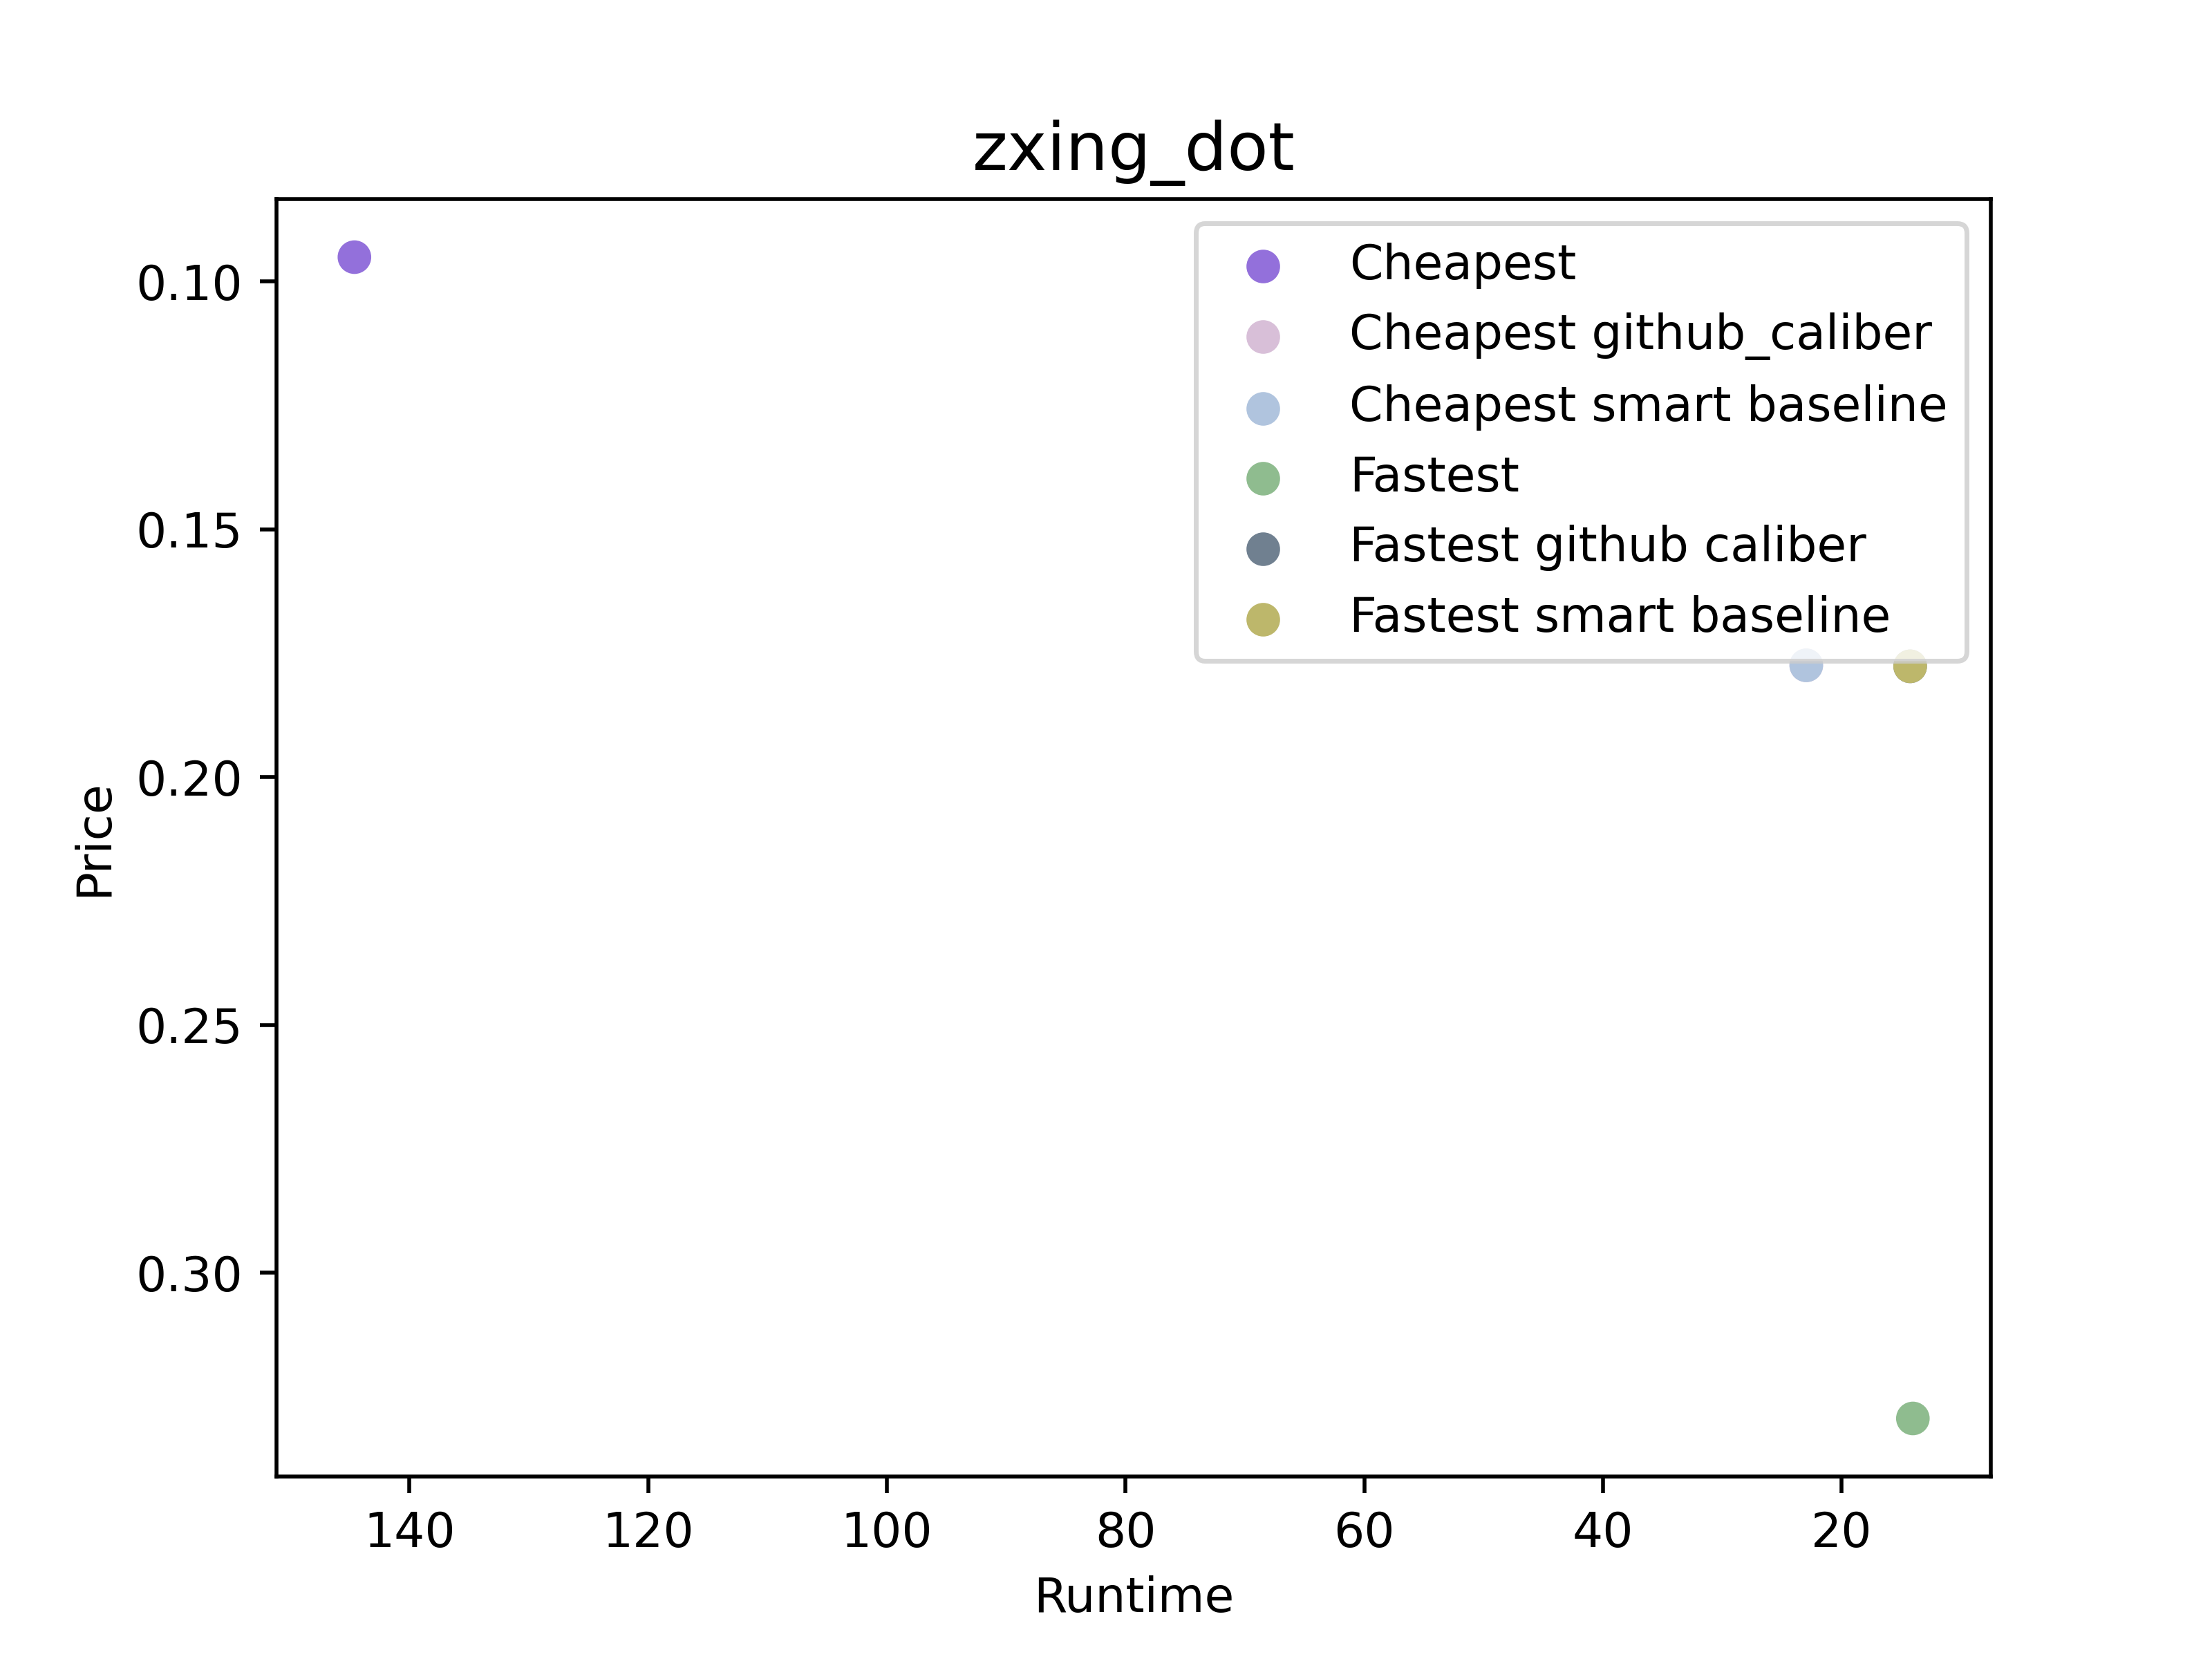 zxing_dot
Cheapest
Cheapest github_caliber
Cheapest smart baseline
Fastest
Fastest github caliber
Fastest smart baseline
0.10
0.15
0.20
0.25
0.30
Price
140 120 100 80 60 40 20
Runtime